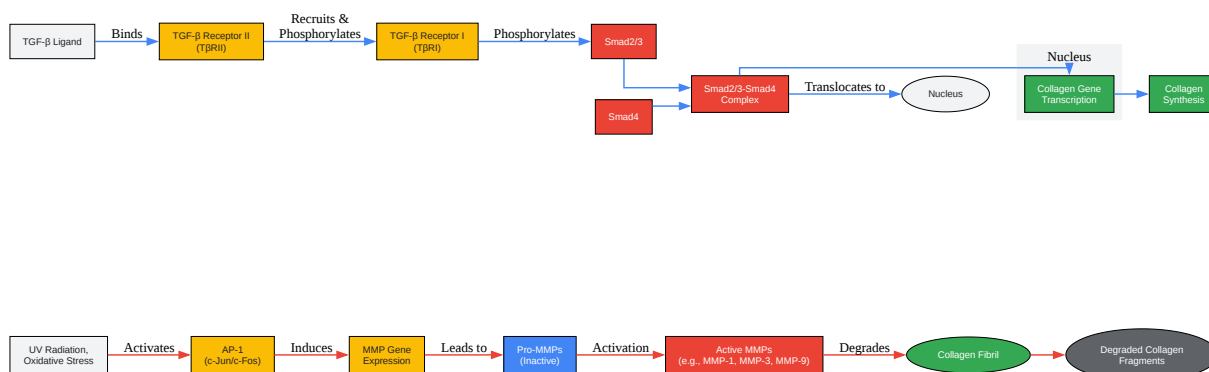 TGF-β Ligand
Binds
TGF-β Receptor II
(TβRII)
Recruits &
Phosphorylates
TGF-β Receptor I
(TβRI)
Phosphorylates
Smad2/3
Smad4
Smad2/3-Smad4
Complex
Translocates to
Nucleus
Nucleus
Collagen Gene
Transcription
Collagen
Synthesis
UV Radiation,
Oxidative Stress
Activates
AP-1
(c-Jun/c-Fos)
Induces
MMP Gene
Expression
Leads to
Pro-MMPs
(Inactive)
Activation
Active MMPs
(e.g., MMP-1, MMP-3, MMP-9)
Degrades
Collagen Fibril
Degraded Collagen
Fragments